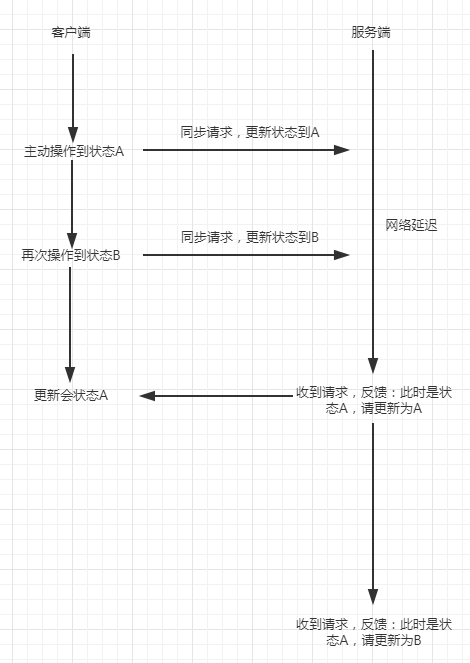 客户端
服务端
同步请求，更新状态到A
主动操作到状态A
网络延迟
同步请求，更新状态到B
再次操作到状态B
更新会状态A
收到请求，反馈：此时是状
态A，请更新为A
收到请求，反馈：此时是状
态A，请更新为B